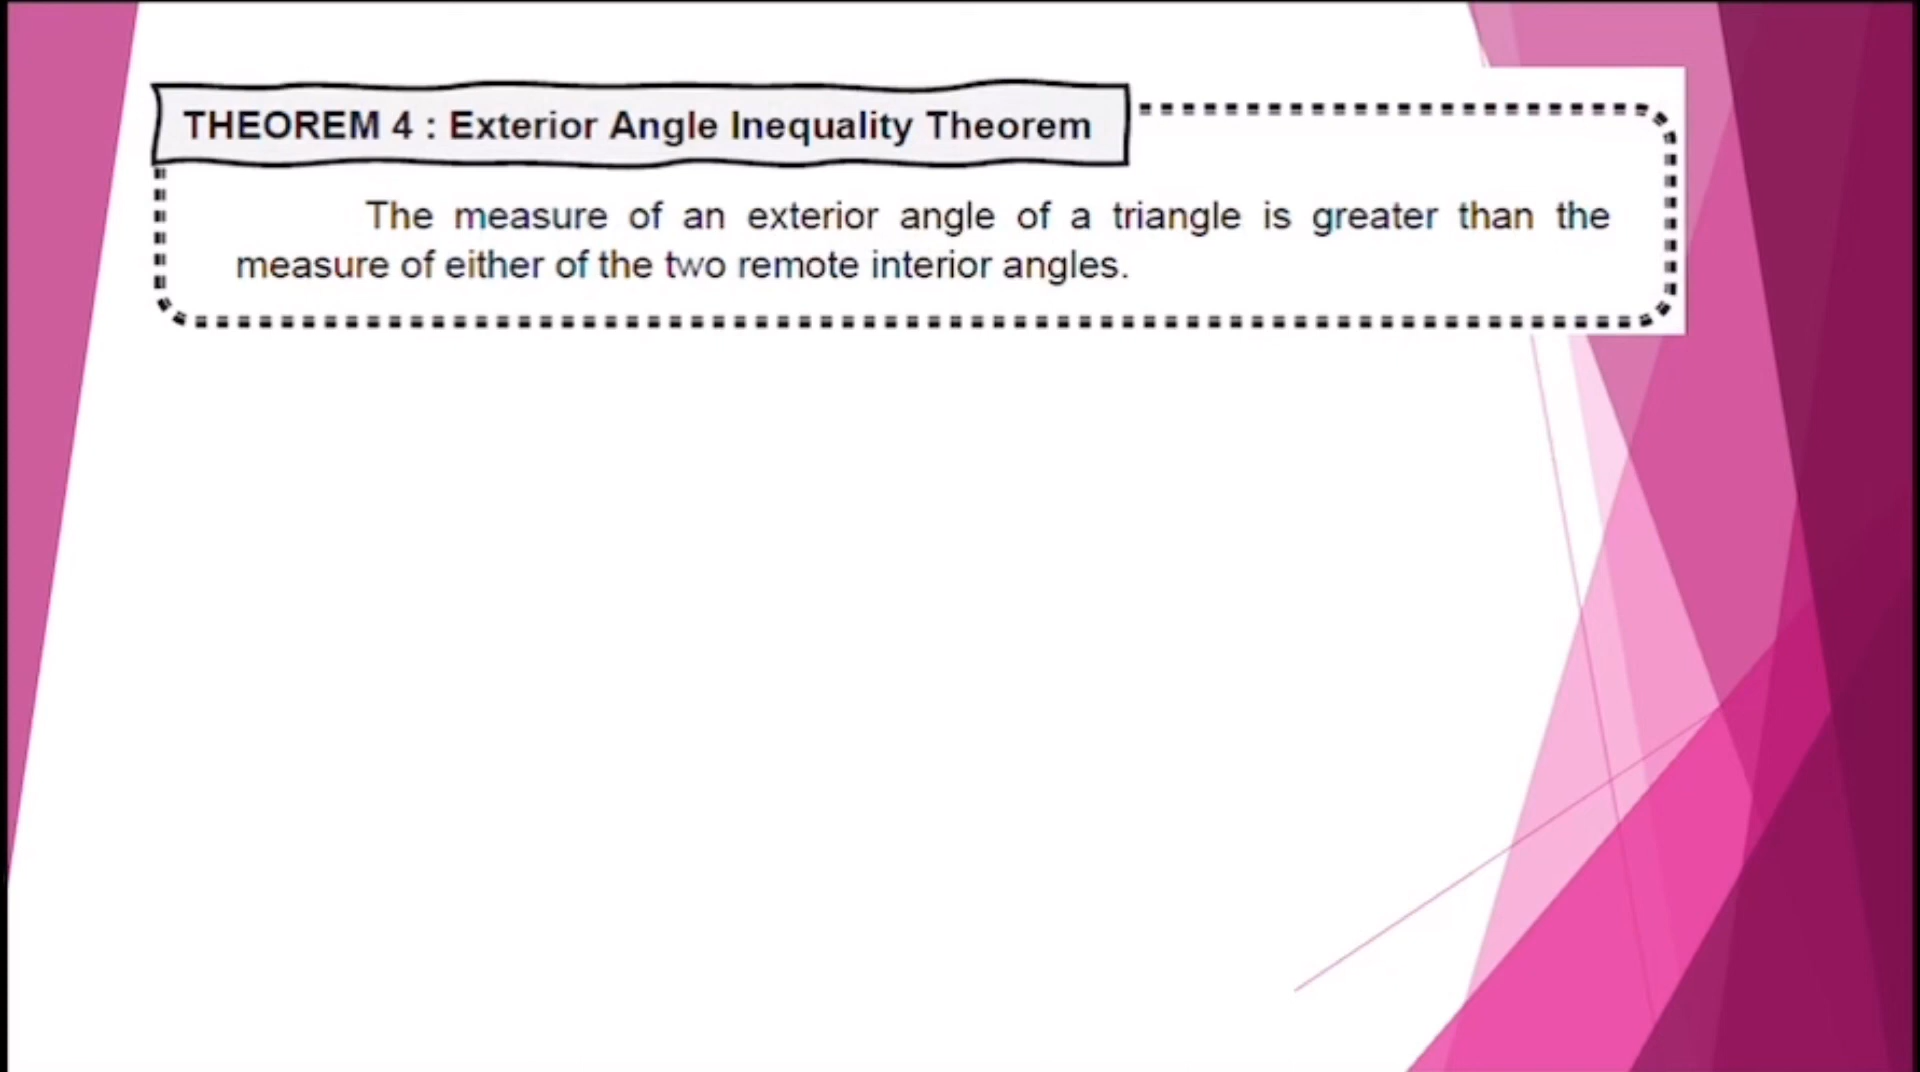 THEOREM 4 : Exterior Angle Inequality Theorem
The measure of an exterior angle of a triangle is greater than the
measure of either of the two remote interior angles.